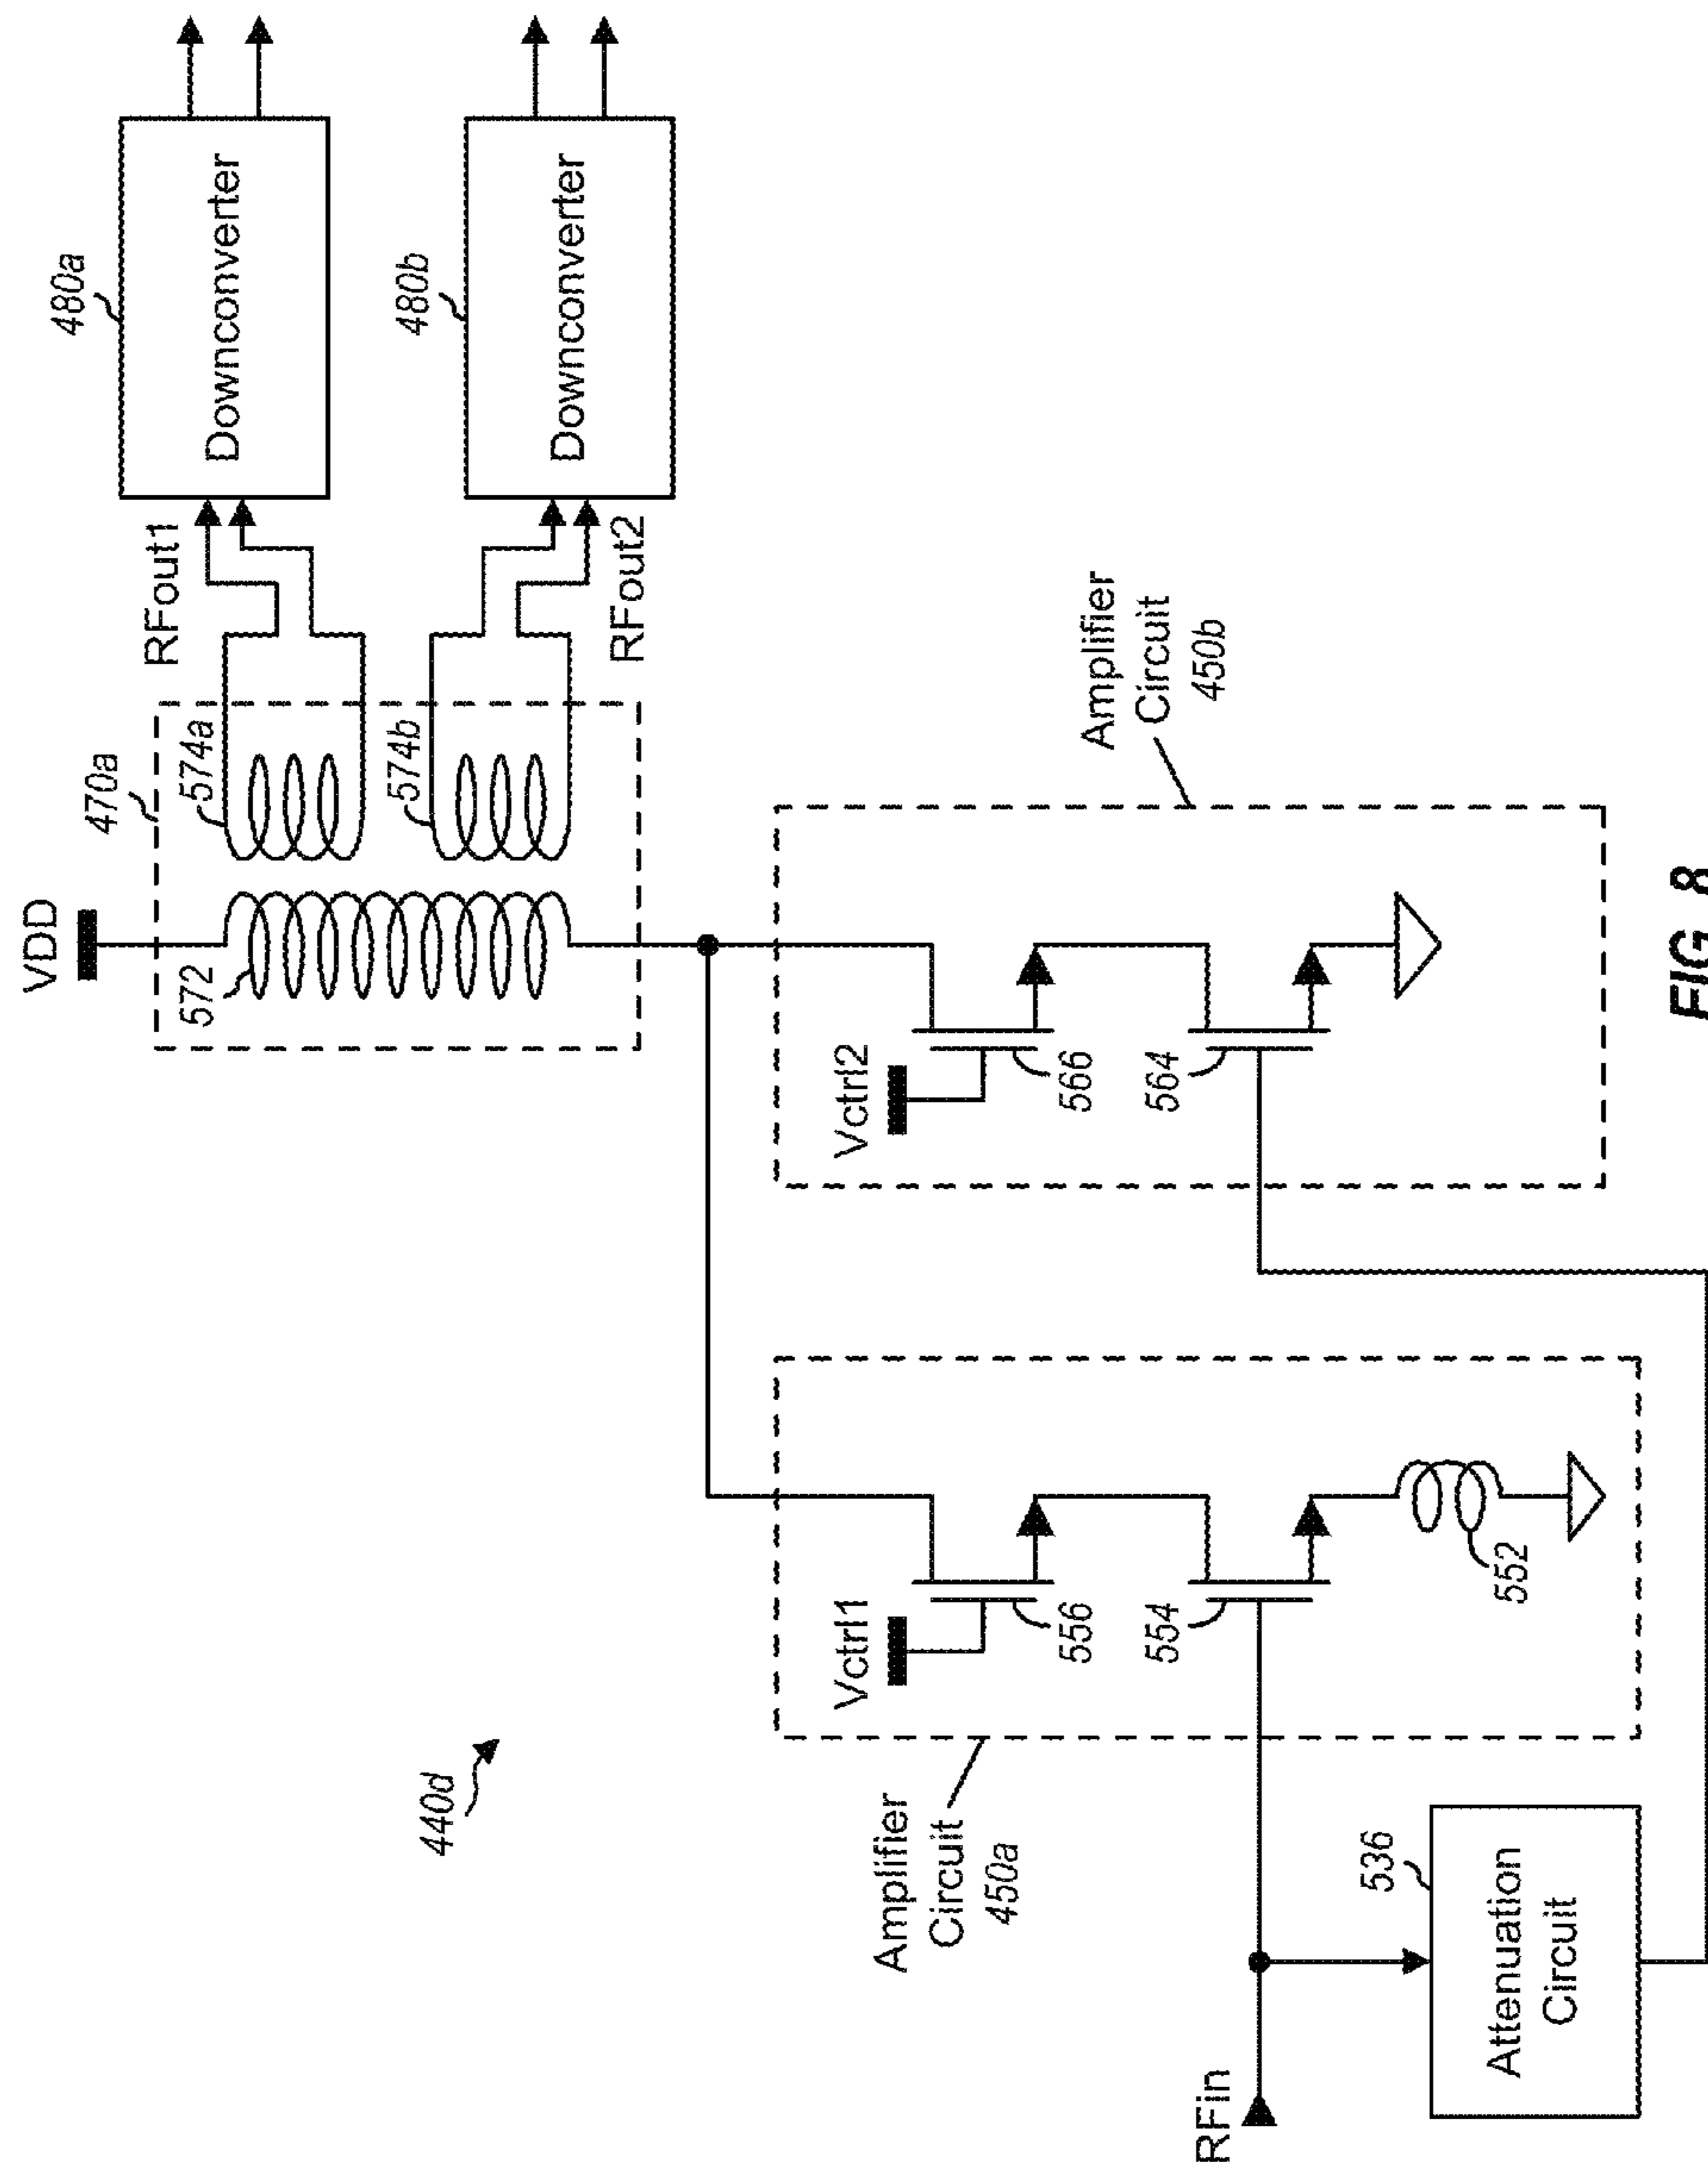 440d
VDD
470a
572
574a
574b
RFout1
RFout2
480a
Downconverter
480b
Downconverter
Amplifier
Circuit
450a
Vctrl1
556
554
552
Vctrl2
566
564
Amplifier
Circuit
450b
RFin
536
Attenuation
Circuit
FIG. 8